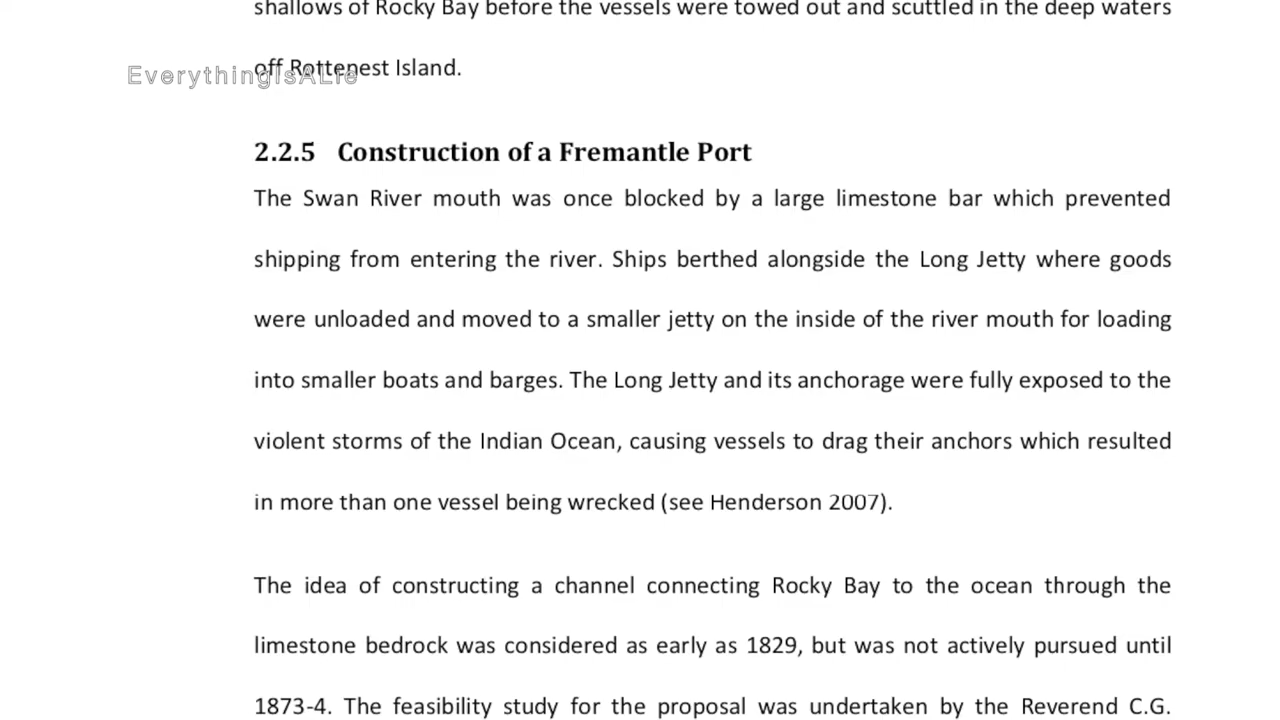 shallows of Rocky Bay before the vessels were towed out and scuttled in the deep waters
off Rottenest Island.
EverythingIsALie
2.2.5 Construction of a Fremantle Port
The Swan River mouth was once blocked by a large limestone bar which prevented
shipping from entering the river. Ships berthed alongside the Long Jetty where goods
were unloaded and moved to a smaller jetty on the inside of the river mouth for loading
into smaller boats and barges. The Long Jetty and its anchorage were fully exposed to the
violent storms of the Indian Ocean, causing vessels to drag their anchors which resulted
in more than one vessel being wrecked (see Henderson 2007).
The idea of constructing a channel connecting Rocky Bay to the ocean through the
limestone bedrock was considered as early as 1829, but was not actively pursued until
1873-4. The feasibility study for the proposal was undertaken by the Reverend C.G.